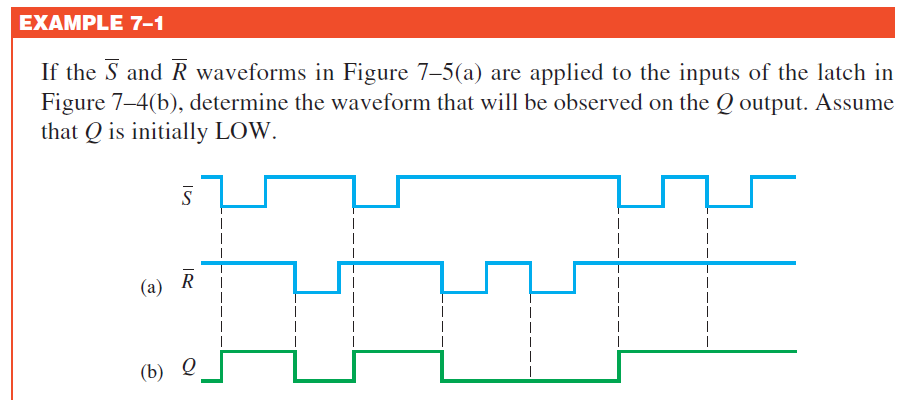 EXAMPLE 7–1
If the S̅ and R̅ waveforms in Figure 7–5(a) are applied to the inputs of the latch in
Figure 7–4(b), determine the waveform that will be observed on the Q output. Assume
that Q is initially LOW.
S̅
(a) R̅
(b) Q